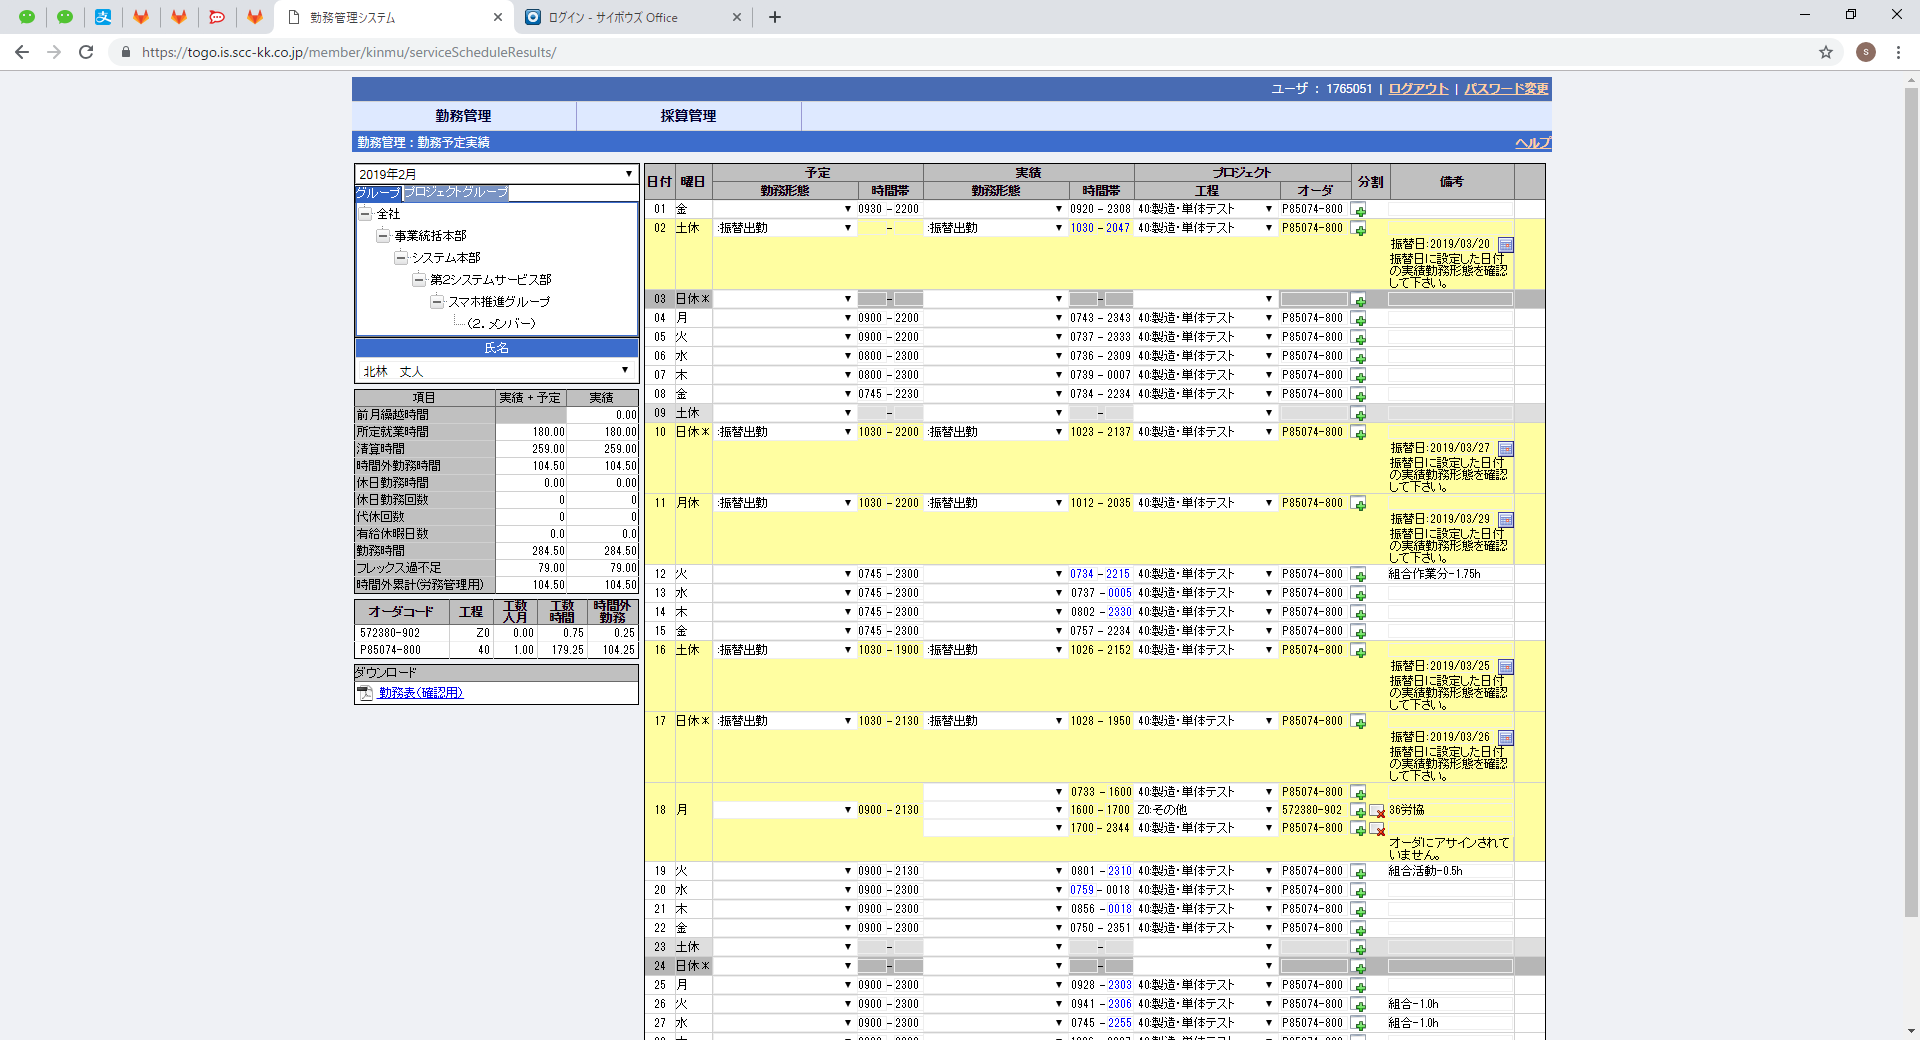 勤務管理システム
ログイン - サイボウズ Office
https://togo.is.scc-kk.co.jp/member/kinmu/serviceScheduleResults/
ユーザ : 1765051 | ログアウト | パスワード変更
勤務管理 採算管理
勤務管理：勤務予定実績 ヘルプ
2019年2月
グループ プロジェクトグループ
全社
事業統括本部
システム本部
第2システムサービス部
スマホ推進グループ
(2.メンバー)
氏名
北林 丈人
項目 実績+予定 実績
前月繰越時間 0.00
所定就業時間 180.00 180.00
清算時間 259.00 259.00
時間外勤務時間 104.50 104.50
休日勤務時間 0.00 0.00
休日勤務回数 0 0
代休回数 0 0
有給休暇日数 0.0 0.0
勤務時間 284.50 284.50
フレックス過不足 79.00 79.00
時間外累計(労務管理用) 104.50 104.50
オーダコード 工程 工数人月 工数時間 時間外勤務
572380-902 Z0 0.00 0.75 0.25
P85074-800 40 1.00 179.25 104.25
ダウンロード
勤務表(確認用)
日付 曜日 予定 実績 プロジェクト 分割 備考
勤務形態 時間帯 勤務形態 時間帯 工程 オーダ
01 金 0930 - 2200 0920 - 2308 40:製造・単体テスト P85074-800
02 土休 :振替出勤 - :振替出勤 1030 - 2047 40:製造・単体テスト P85074-800
振替日:2019/03/20
振替日に設定した日付
の実績勤務形態を確認
して下さい。
03 日休* - -
04 月 0900 - 2200 0743 - 2343 40:製造・単体テスト P85074-800
05 火 0900 - 2200 0737 - 2333 40:製造・単体テスト P85074-800
06 水 0800 - 2300 0736 - 2309 40:製造・単体テスト P85074-800
07 木 0800 - 2300 0739 - 0007 40:製造・単体テスト P85074-800
08 金 0745 - 2230 0734 - 2234 40:製造・単体テスト P85074-800
09 土休 - -
10 日休* :振替出勤 1030 - 2200 :振替出勤 1023 - 2137 40:製造・単体テスト P85074-800
振替日:2019/03/27
振替日に設定した日付
の実績勤務形態を確認
して下さい。
11 月休 :振替出勤 1030 - 2200 :振替出勤 1012 - 2035 40:製造・単体テスト P85074-800
振替日:2019/03/29
振替日に設定した日付
の実績勤務形態を確認
して下さい。
12 火 0745 - 2300 0734 - 2215 40:製造・単体テスト P85074-800 組合作業分-1.75h
13 水 0745 - 2300 0737 - 0005 40:製造・単体テスト P85074-800
14 木 0745 - 2300 0802 - 2330 40:製造・単体テスト P85074-800
15 金 0745 - 2300 0757 - 2234 40:製造・単体テスト P85074-800
16 土休 :振替出勤 1030 - 1900 :振替出勤 1026 - 2152 40:製造・単体テスト P85074-800
振替日:2019/03/25
振替日に設定した日付
の実績勤務形態を確認
して下さい。
17 日休* :振替出勤 1030 - 2130 :振替出勤 1028 - 1950 40:製造・単体テスト P85074-800
振替日:2019/03/26
振替日に設定した日付
の実績勤務形態を確認
して下さい。
0733 - 1600 40:製造・単体テスト P85074-800
18 月 0900 - 2130 1600 - 1700 Z0:その他 572380-902 36労協
1700 - 2344 40:製造・単体テスト P85074-800
オーダにアサインされて
いません。
19 火 0900 - 2130 0801 - 2310 40:製造・単体テスト P85074-800 組合活動-0.5h
20 水 0900 - 2300 0759 - 0018 40:製造・単体テスト P85074-800
21 木 0900 - 2300 0856 - 0018 40:製造・単体テスト P85074-800
22 金 0900 - 2300 0750 - 2351 40:製造・単体テスト P85074-800
23 土休 - -
24 日休* - -
25 月 0900 - 2300 0928 - 2303 40:製造・単体テスト P85074-800
26 火 0900 - 2300 0941 - 2306 40:製造・単体テスト P85074-800 組合-1.0h
27 水 0900 - 2300 0745 - 2255 40:製造・単体テスト P85074-800 組合-1.0h